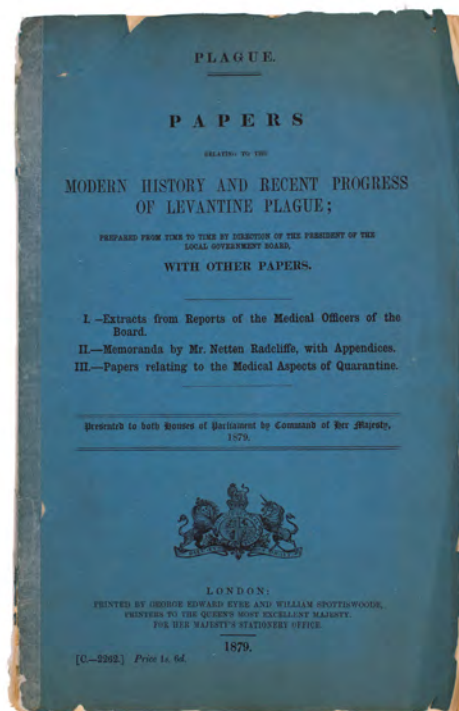 PLAGUE.
PAPERS
RELATING TO THE
MODERN HISTORY AND RECENT PROGRESS
OF LEVANTINE PLAGUE;
PREPARED FROM TIME TO TIME BY DIRECTION OF THE PRESIDENT OF THE
LOCAL GOVERNMENT BOARD,
WITH OTHER PAPERS.
I.—Extracts from Reports of the Medical Officers of the
Board.
II.—Memoranda by Mr. Netten Radcliffe, with Appendices.
III.—Papers relating to the Medical Aspects of Quarantine.
Presented to both Houses of Parliament by Command of Her Majesty,
1879.
LONDON:
PRINTED BY GEORGE EDWARD EYRE AND WILLIAM SPOTTISWOODE,
PRINTERS TO THE QUEEN'S MOST EXCELLENT MAJESTY.
FOR HER MAJESTY'S STATIONERY OFFICE.
1879.
[C.—2262.] Price 1s. 6d.